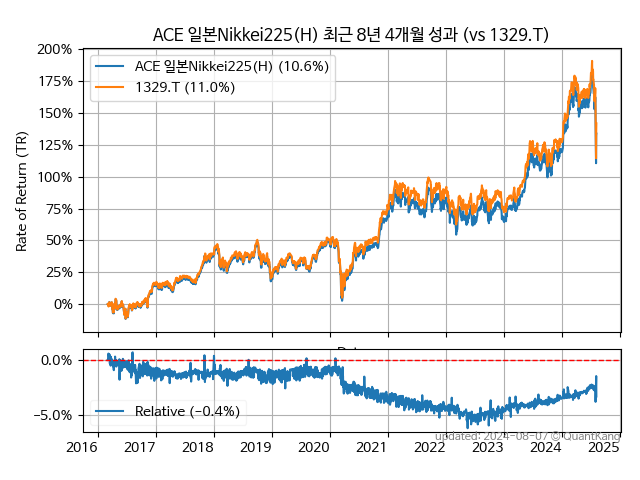 ACE 일본Nikkei225(H) 최근 8년 4개월 성과 (vs 1329.T)
200%
175%
150%
125%
100%
75%
50%
25%
0%
Rate of Return (TR)
ACE 일본Nikkei225(H) (10.6%)
1329.T (11.0%)
0.0%
−5.0%
Relative (−0.4%)
2016 2017 2018 2019 2020 2021 2022 2023 2024 2025
updated: 2024-08-07 © QuantKang